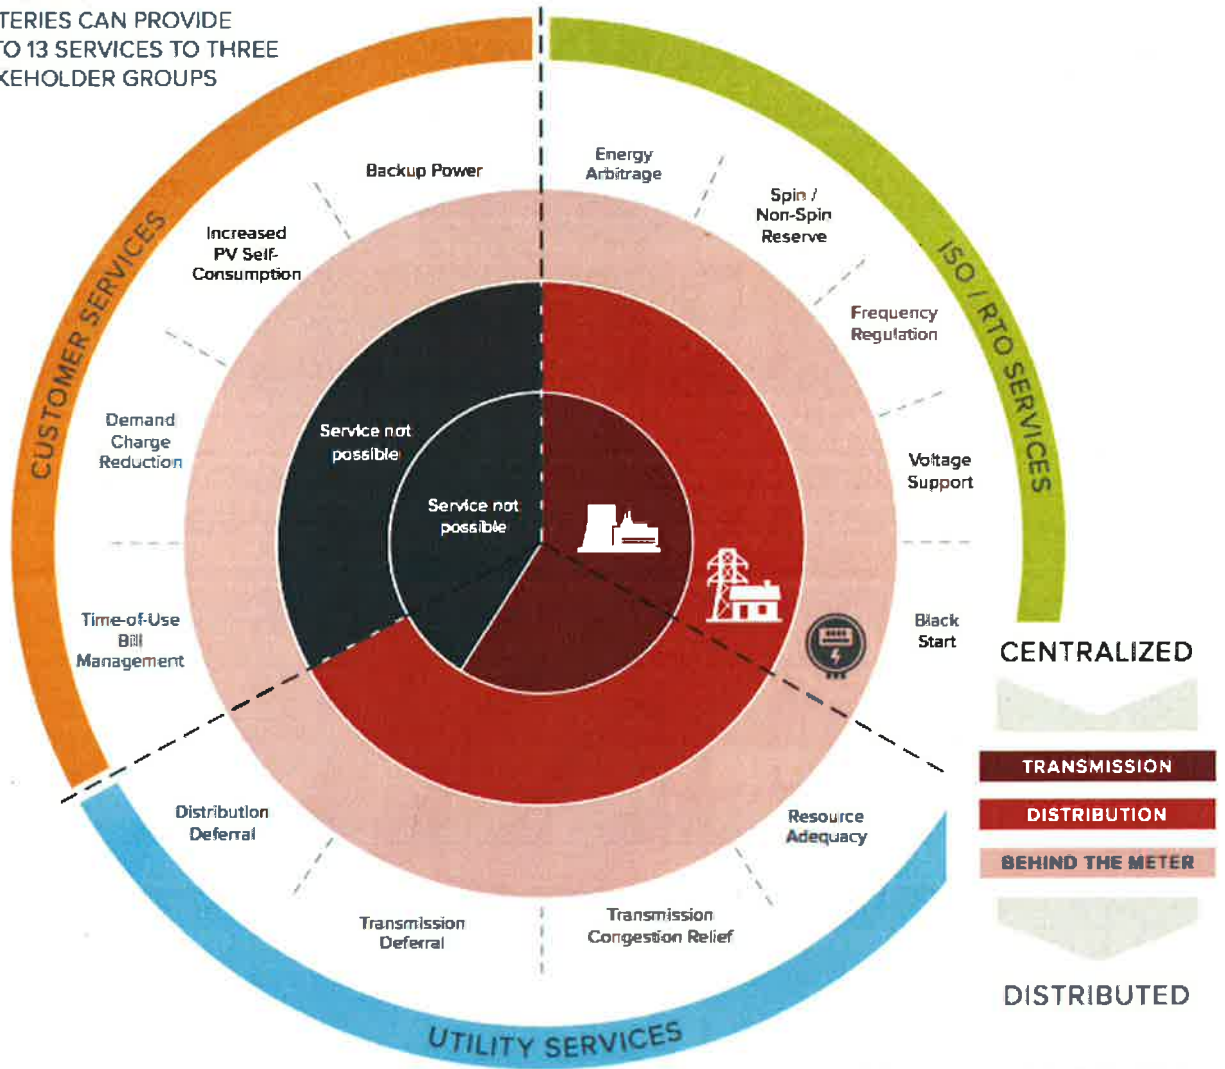 TERIES CAN PROVIDE
TO 13 SERVICES TO THREE
KEHOLDER GROUPS
CUSTOMER SERVICES
ISO / RTO SERVICES
UTILITY SERVICES
Backup Power
Increased
PV Self-
Consumption
Demand
Charge
Reduction
Time-of-Use
Bill
Management
Energy
Arbitrage
Spin /
Non-Spin
Reserve
Frequency
Regulation
Voltage
Support
Black
Start
Resource
Adequacy
Transmission
Congestion Relief
Transmission
Deferral
Distribution
Deferral
Service not
possible
Service not
possible
CENTRALIZED
TRANSMISSION
DISTRIBUTION
BEHIND THE METER
DISTRIBUTED